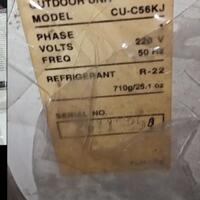 OUTDOOR UNIT
MODEL CU-C56KJ
PHASE
VOLTS 220 V
FREQ 50 Hz
REFRIGERANT R-22
710g/25.1 oz
SERIAL NO.